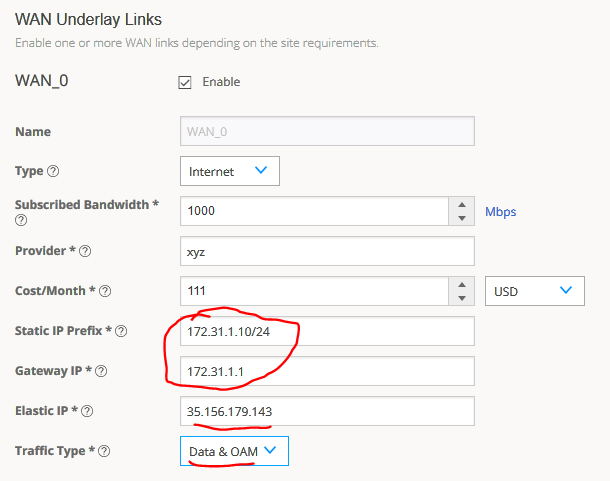 WAN Underlay Links
Enable one or more WAN links depending on the site requirements.
WAN_0 Enable
Name WAN_0
Type ? Internet
Subscribed Bandwidth * ? 1000 Mbps
Provider * ? xyz
Cost/Month * ? 111 USD
Static IP Prefix * ? 172.31.1.10/24
Gateway IP * ? 172.31.1.1
Elastic IP * ? 35.156.179.143
Traffic Type * ? Data & OAM